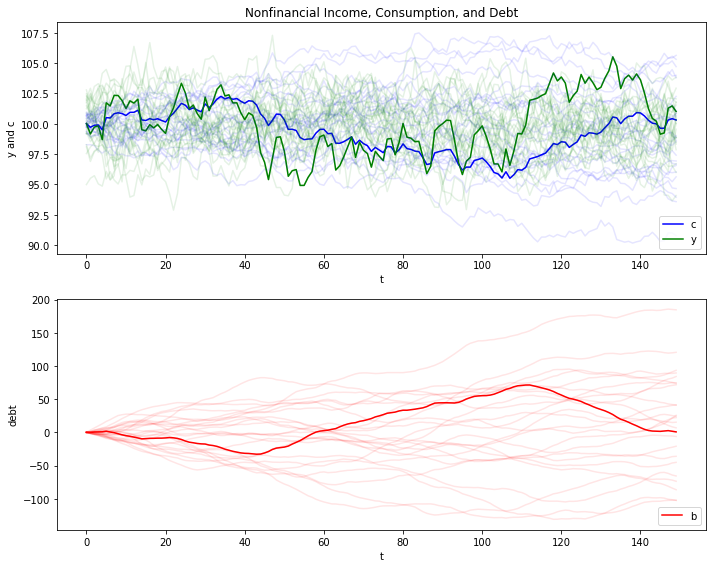 Nonfinancial Income, Consumption, and Debt
107.5
105.0
102.5
100.0
97.5
95.0
92.5
90.0
y and c
c
y
0 20 40 60 80 100 120 140
t
200
150
100
50
0
−50
−100
debt
b
0 20 40 60 80 100 120 140
t